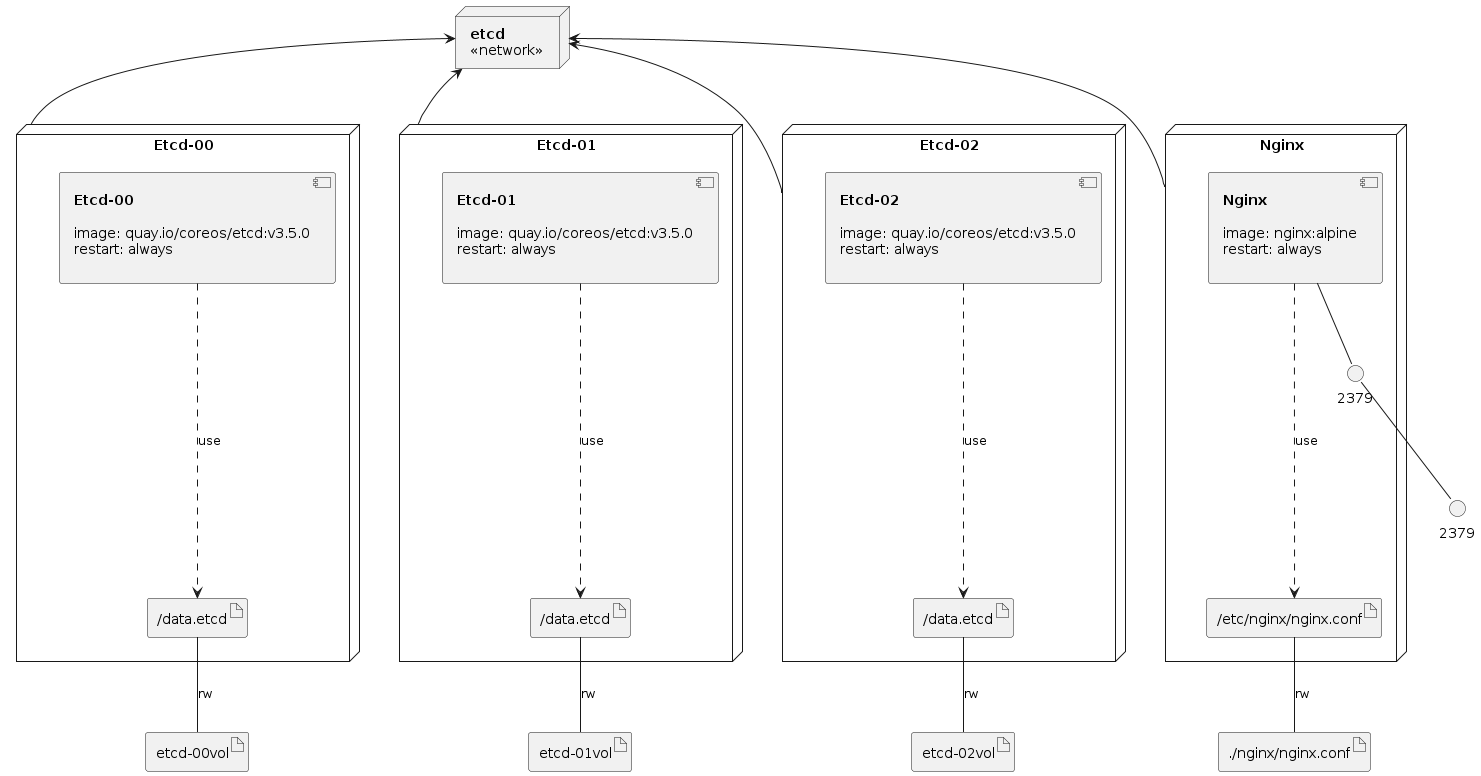 etcd
«network»
Etcd-00
Etcd-01
Etcd-02
Nginx
Etcd-00
image: quay.io/coreos/etcd:v3.5.0
restart: always
Etcd-01
image: quay.io/coreos/etcd:v3.5.0
restart: always
Etcd-02
image: quay.io/coreos/etcd:v3.5.0
restart: always
Nginx
image: nginx:alpine
restart: always
2379
use
use
use
use
2379
/data.etcd
/data.etcd
/data.etcd
/etc/nginx/nginx.conf
rw
rw
rw
rw
etcd-00vol
etcd-01vol
etcd-02vol
./nginx/nginx.conf